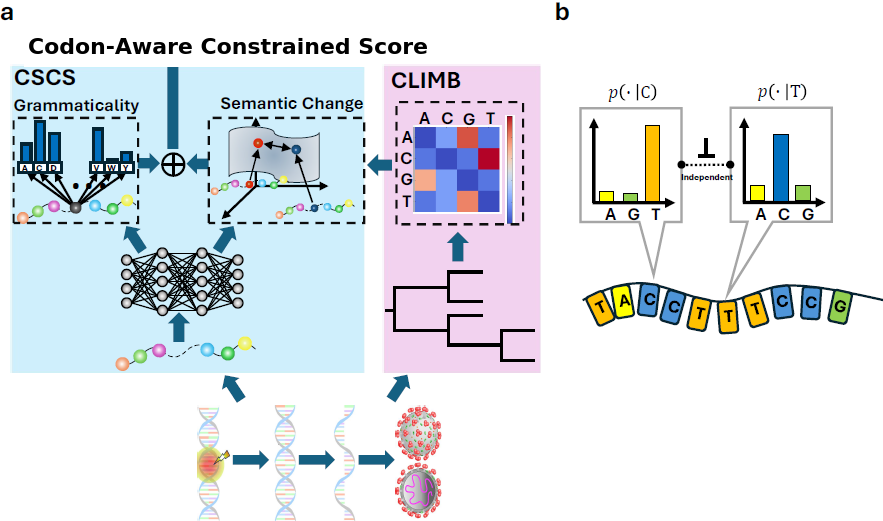 a
Codon-Aware Constrained Score
CSCS
Grammaticality
A C D
V W Y
Semantic Change
CLIMB
A C G T
A
C
G
T
b
p(· |C)
A G T
Independent
p(· |T)
A C G
T A C C T T T C C G